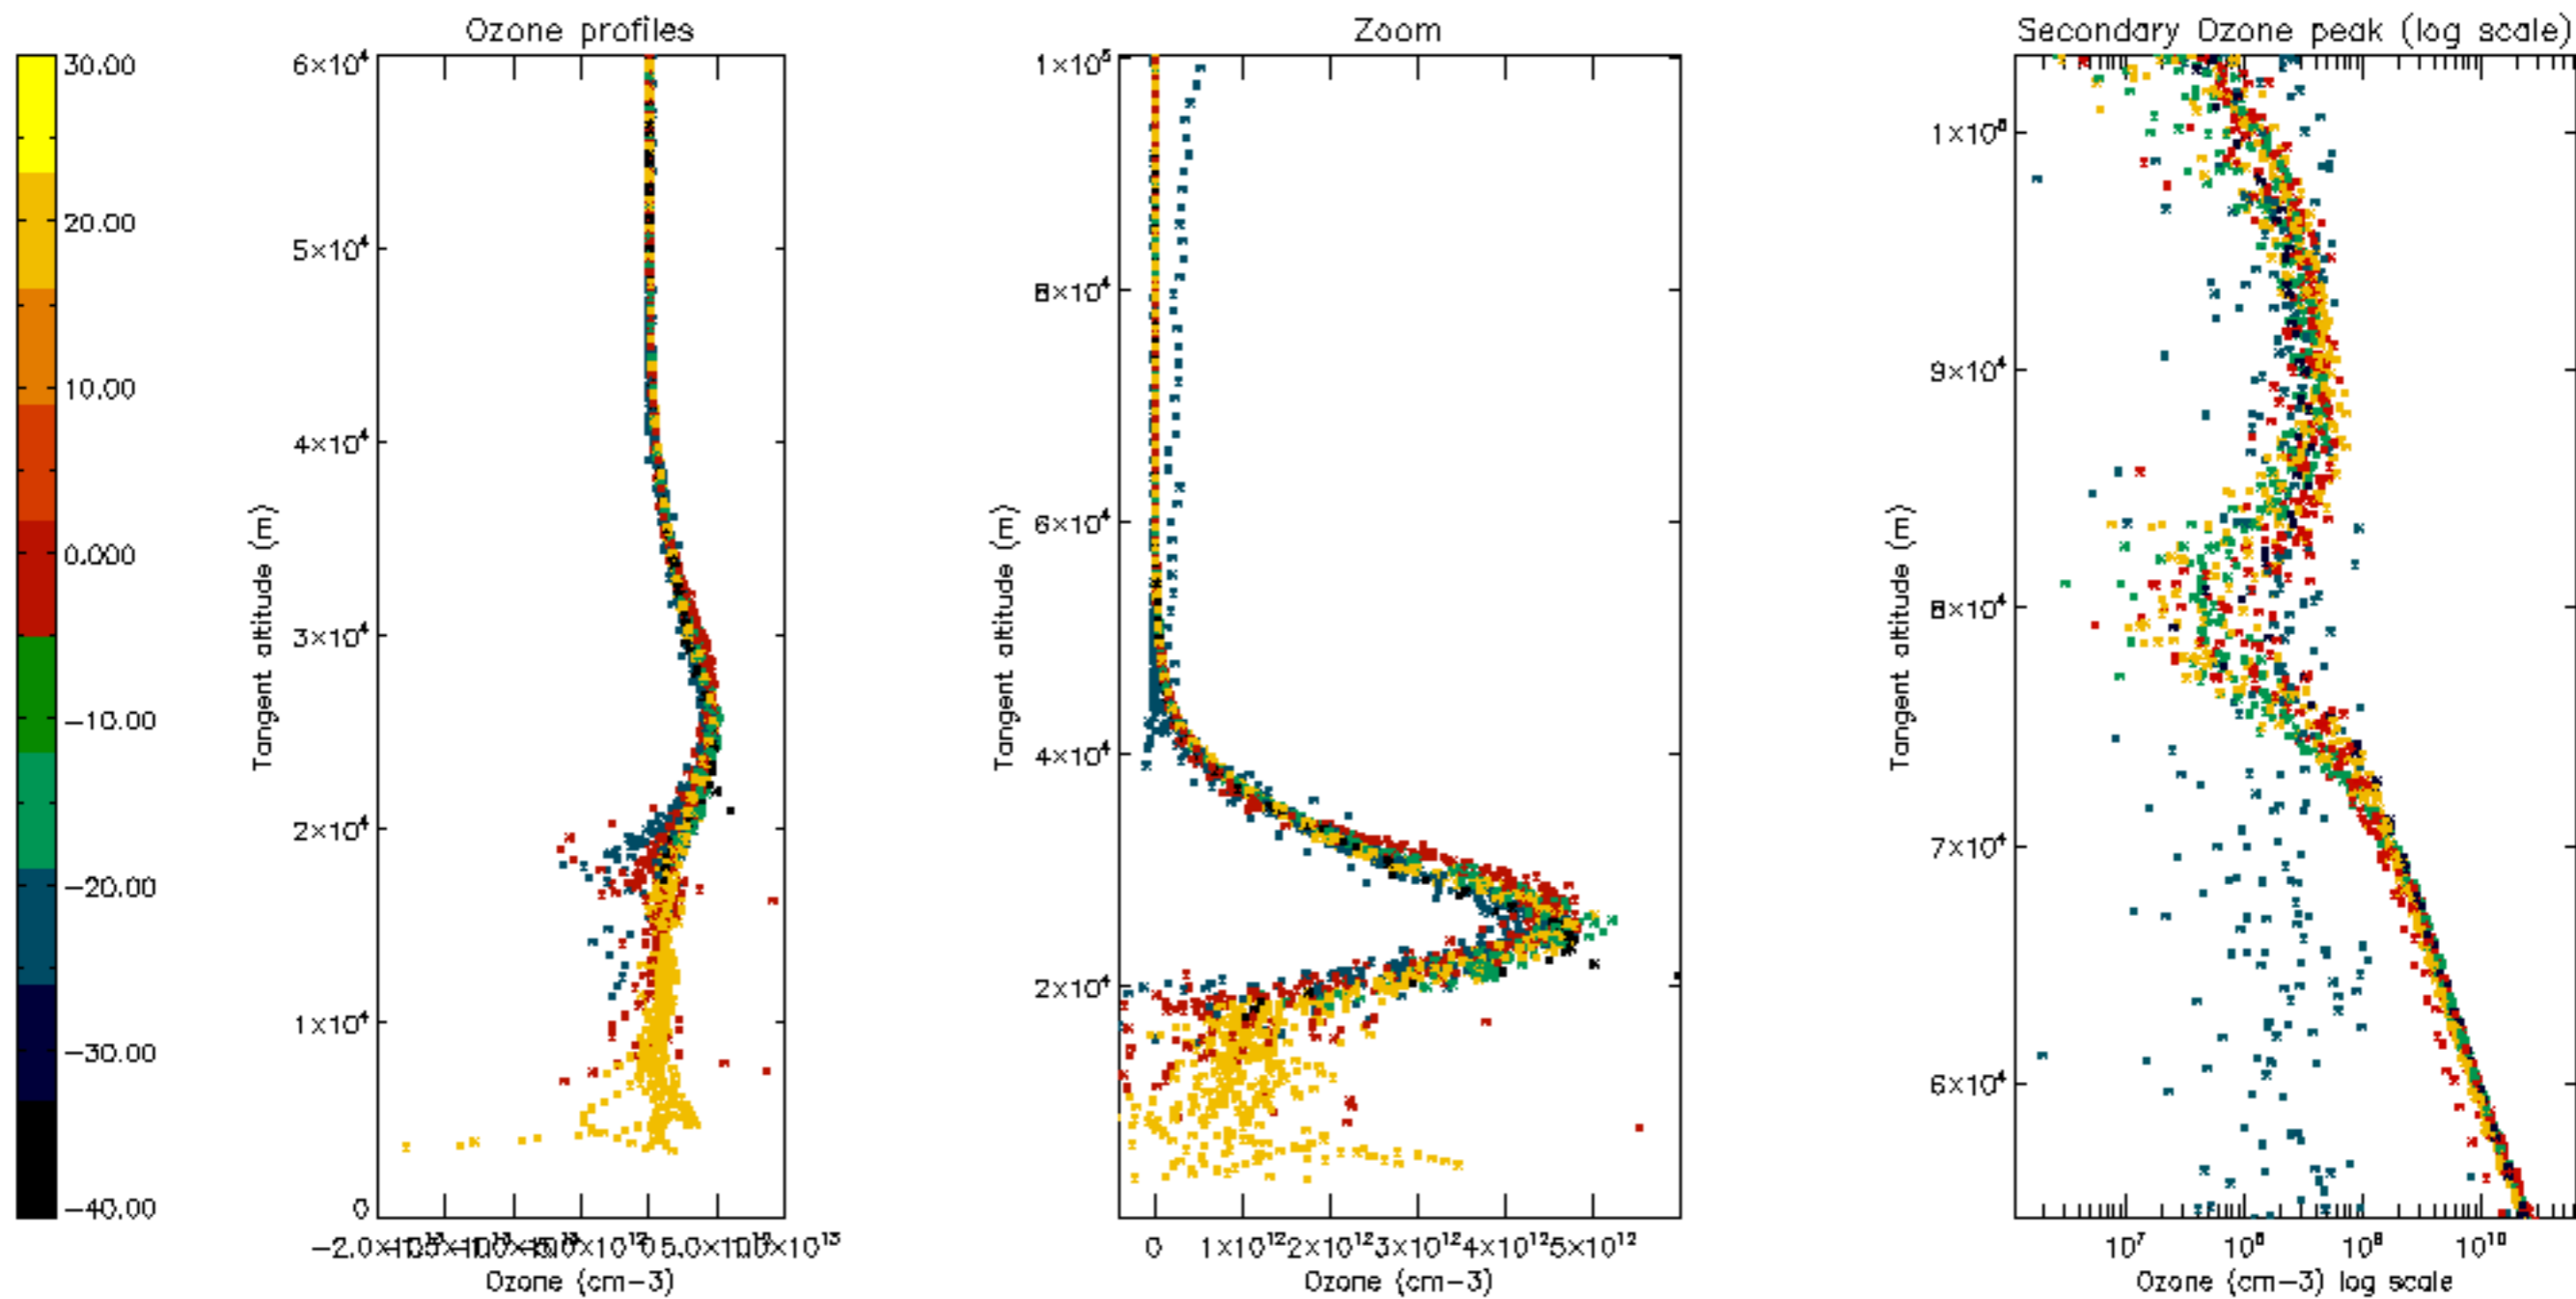 Ozone profiles
Zoom
Secondary Ozone peak (log scale)
30.00
20.00
10.00
0.000
−10.00
−20.00
−30.00
−40.00
6×10⁴
5×10⁴
4×10⁴
3×10⁴
2×10⁴
1×10⁴
0
Tangent altitude (m)
Ozone (cm−3)
1×10⁵
8×10⁴
6×10⁴
4×10⁴
2×10⁴
Tangent altitude (m)
0 1×10¹² 2×10¹² 3×10¹² 4×10¹² 5×10¹²
Ozone (cm−3)
9×10⁴
8×10⁴
7×10⁴
6×10⁴
Tangent altitude (m)
10⁷ 10⁸ 10⁹ 10¹⁰
Ozone (cm−3) log scale